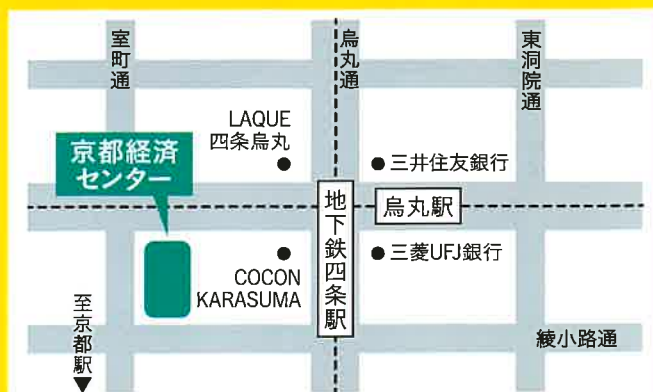 室町通
烏丸通
東洞院通
LAQUE
四条烏丸
三井住友銀行
京都経済
センター
地下鉄四条駅
烏丸駅
三菱UFJ銀行
COCON
KARASUMA
至京都駅
綾小路通